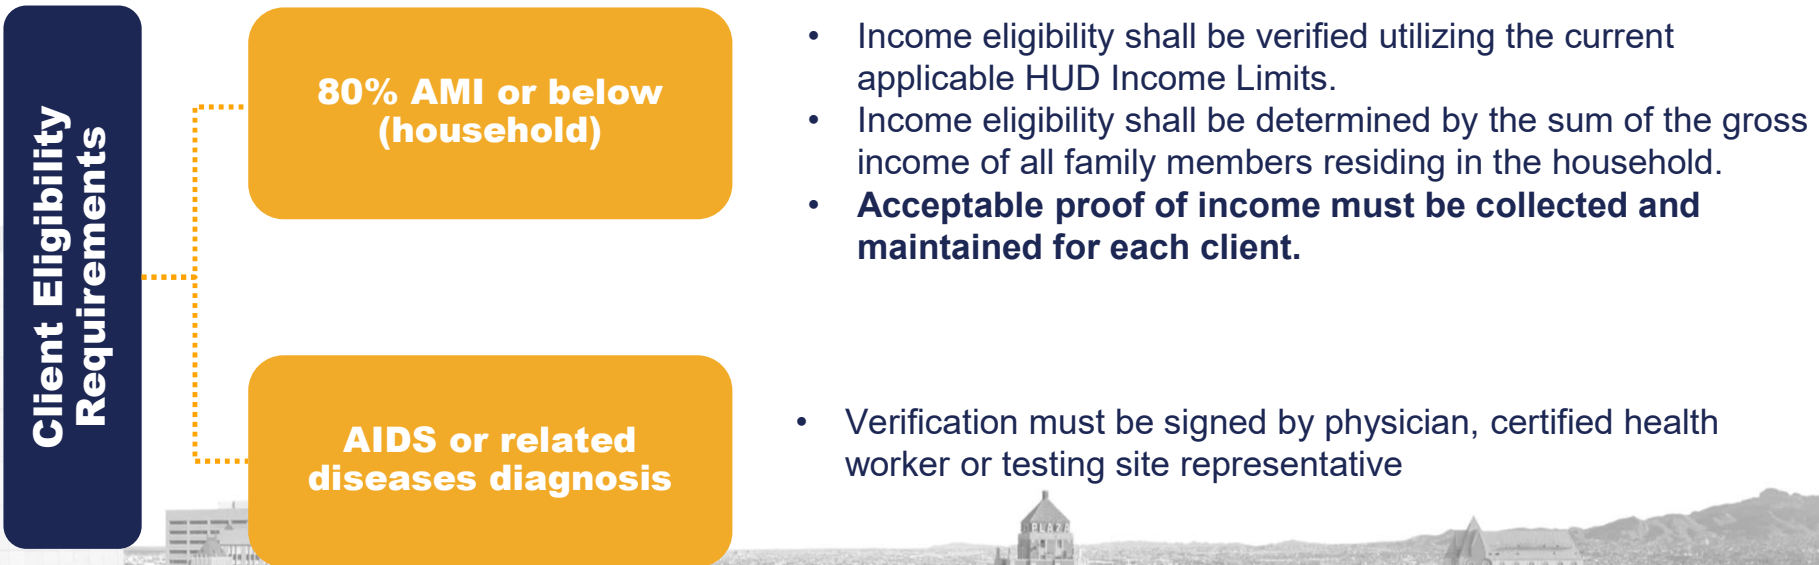 Client Eligibility
Requirements
80% AMI or below
(household)
• Income eligibility shall be verified utilizing the current
applicable HUD Income Limits.
• Income eligibility shall be determined by the sum of the gross
income of all family members residing in the household.
• Acceptable proof of income must be collected and
maintained for each client.
AIDS or related
diseases diagnosis
• Verification must be signed by physician, certified health
worker or testing site representative
PLAZA